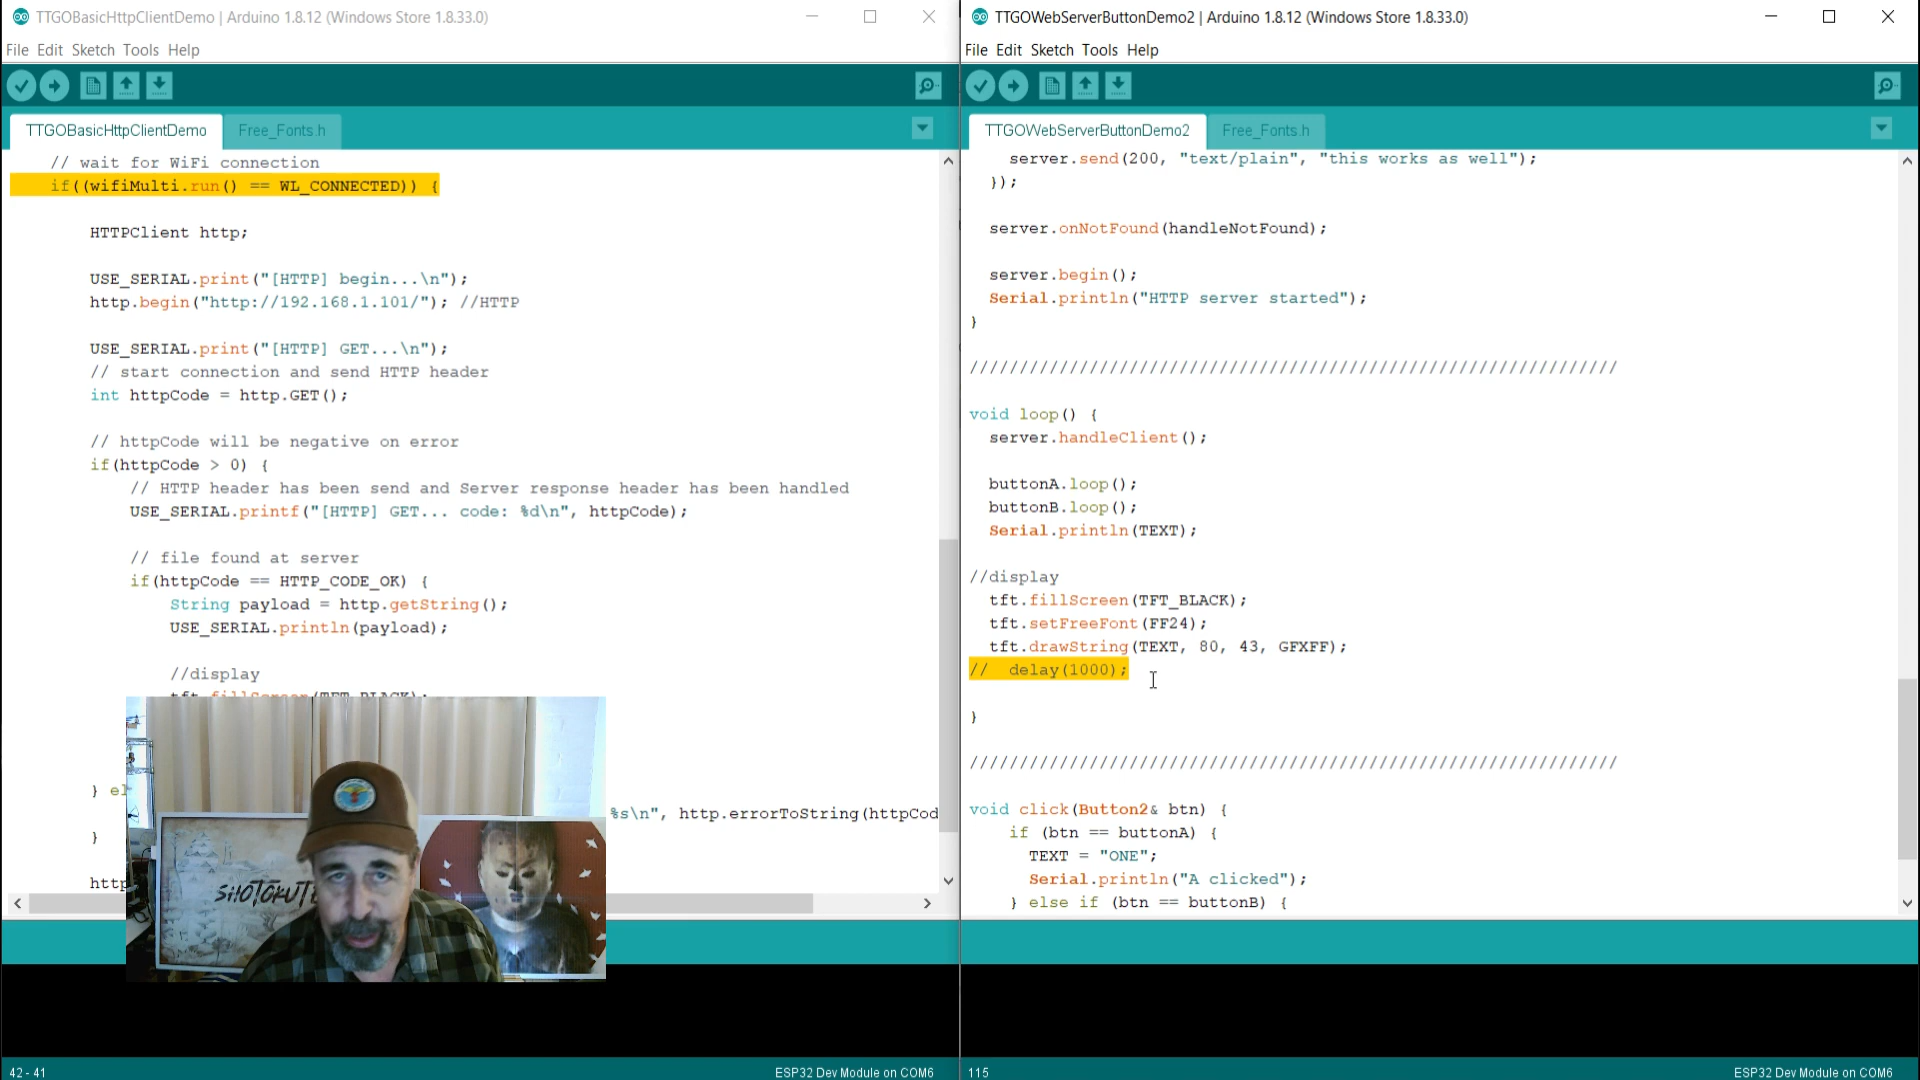 TTGOBasicHttpClientDemo | Arduino 1.8.12 (Windows Store 1.8.33.0)
File Edit Sketch Tools Help
TTGOBasicHttpClientDemo Free_Fonts.h
// wait for WiFi connection
if((wifiMulti.run() == WL_CONNECTED)) {
HTTPClient http;
USE_SERIAL.print("[HTTP] begin...\n");
http.begin("http://192.168.1.101/"); //HTTP
USE_SERIAL.print("[HTTP] GET...\n");
// start connection and send HTTP header
int httpCode = http.GET();
// httpCode will be negative on error
if(httpCode > 0) {
// HTTP header has been send and Server response header has been handled
USE_SERIAL.printf("[HTTP] GET... code: %d\n", httpCode);
// file found at server
if(httpCode == HTTP_CODE_OK) {
String payload = http.getString();
USE_SERIAL.println(payload);
//display
tft.fillScreen(TFT_BLACK);
} el
%s\n", http.errorToString(httpCod
}
http
42 - 41
ESP32 Dev Module on COM6
TTGOWebServerButtonDemo2 | Arduino 1.8.12 (Windows Store 1.8.33.0)
File Edit Sketch Tools Help
TTGOWebServerButtonDemo2 Free_Fonts.h
server.send(200, "text/plain", "this works as well");
});
server.onNotFound(handleNotFound);
server.begin();
Serial.println("HTTP server started");
}
/////////////////////////////////////////////////////////////////
void loop() {
server.handleClient();
buttonA.loop();
buttonB.loop();
Serial.println(TEXT);
//display
tft.fillScreen(TFT_BLACK);
tft.setFreeFont(FF24);
tft.drawString(TEXT, 80, 43, GFXFF);
// delay(1000);
}
/////////////////////////////////////////////////////////////////
void click(Button2& btn) {
if (btn == buttonA) {
TEXT = "ONE";
Serial.println("A clicked");
} else if (btn == buttonB) {
115
ESP32 Dev Module on COM6